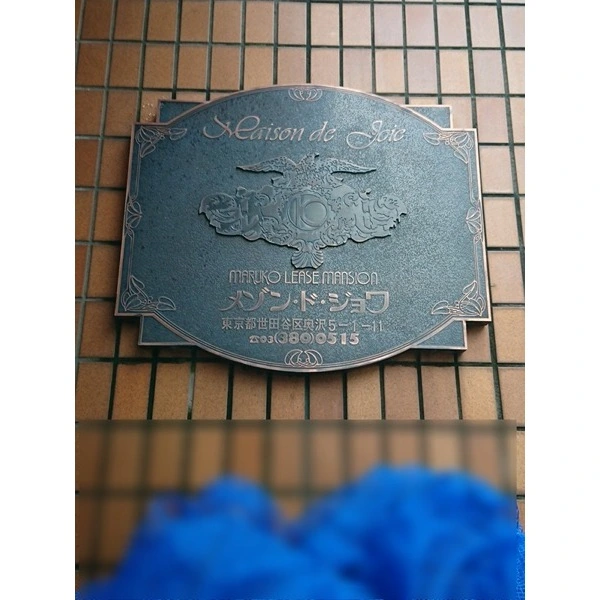 Maison de Joie
MARUKO LEASE MANSION
メゾン・ド・ジョワ
東京都世田谷区奥沢5-1-11
☎03(380)0515